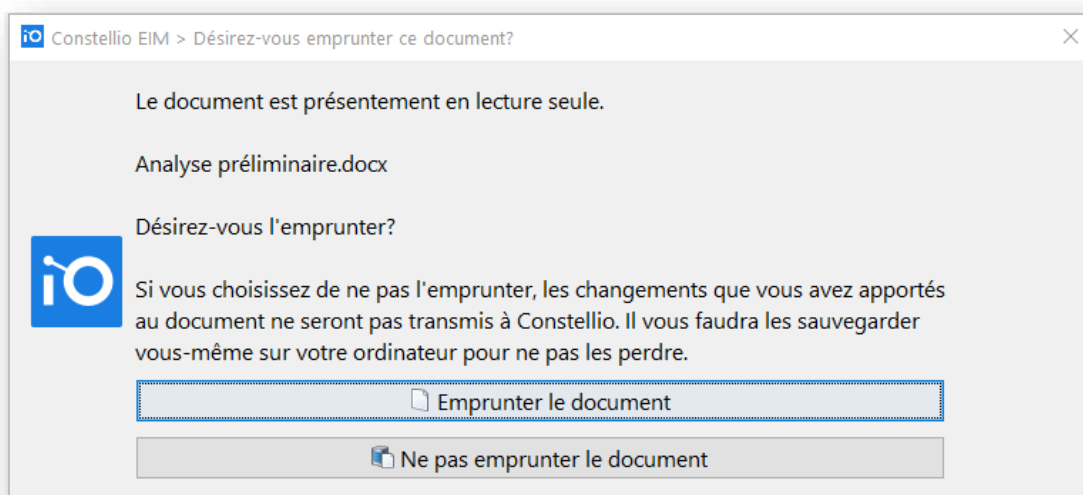 iO Constellio EIM > Désirez-vous emprunter ce document?
Le document est présentement en lecture seule.
Analyse préliminaire.docx
Désirez-vous l'emprunter?
iO
Si vous choisissez de ne pas l'emprunter, les changements que vous avez apportés
au document ne seront pas transmis à Constellio. Il vous faudra les sauvegarder
vous-même sur votre ordinateur pour ne pas les perdre.
Emprunter le document
Ne pas emprunter le document